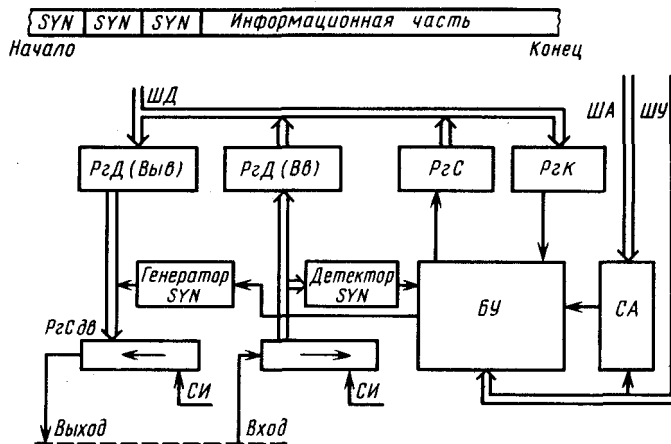 SYN SYN SYN Информационная часть
Начало Конец
ШД ША ШУ
РгД (Выв) РгД (Вв) РгС РгК
Генератор SYN
Детектор SYN
БУ СА
РгСдв
СИ СИ
Выход Вход